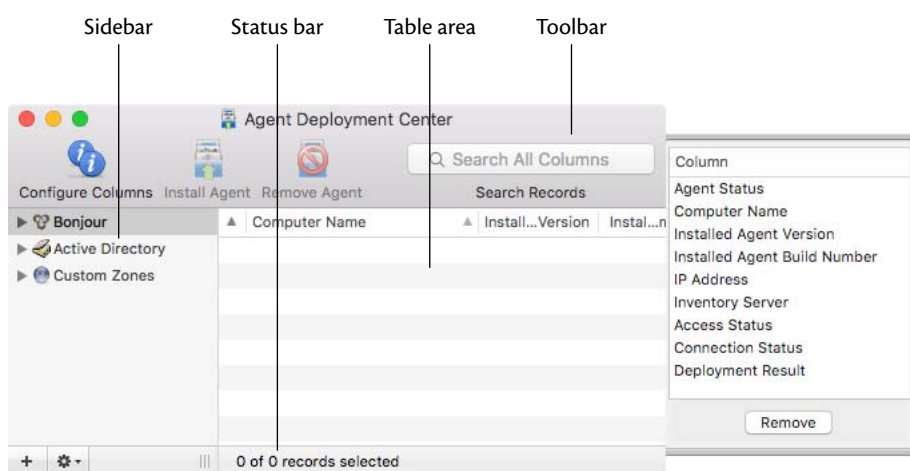 Sidebar Status bar Table area Toolbar
Agent Deployment Center
Search All Columns
Configure Columns Install Agent Remove Agent Search Records
Bonjour
Active Directory
Custom Zones
Computer Name Install...Version Instal...n
0 of 0 records selected
Column
Agent Status
Computer Name
Installed Agent Version
Installed Agent Build Number
IP Address
Inventory Server
Access Status
Connection Status
Deployment Result
Remove